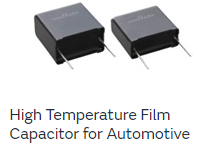 High Temperature Film
Capacitor for Automotive